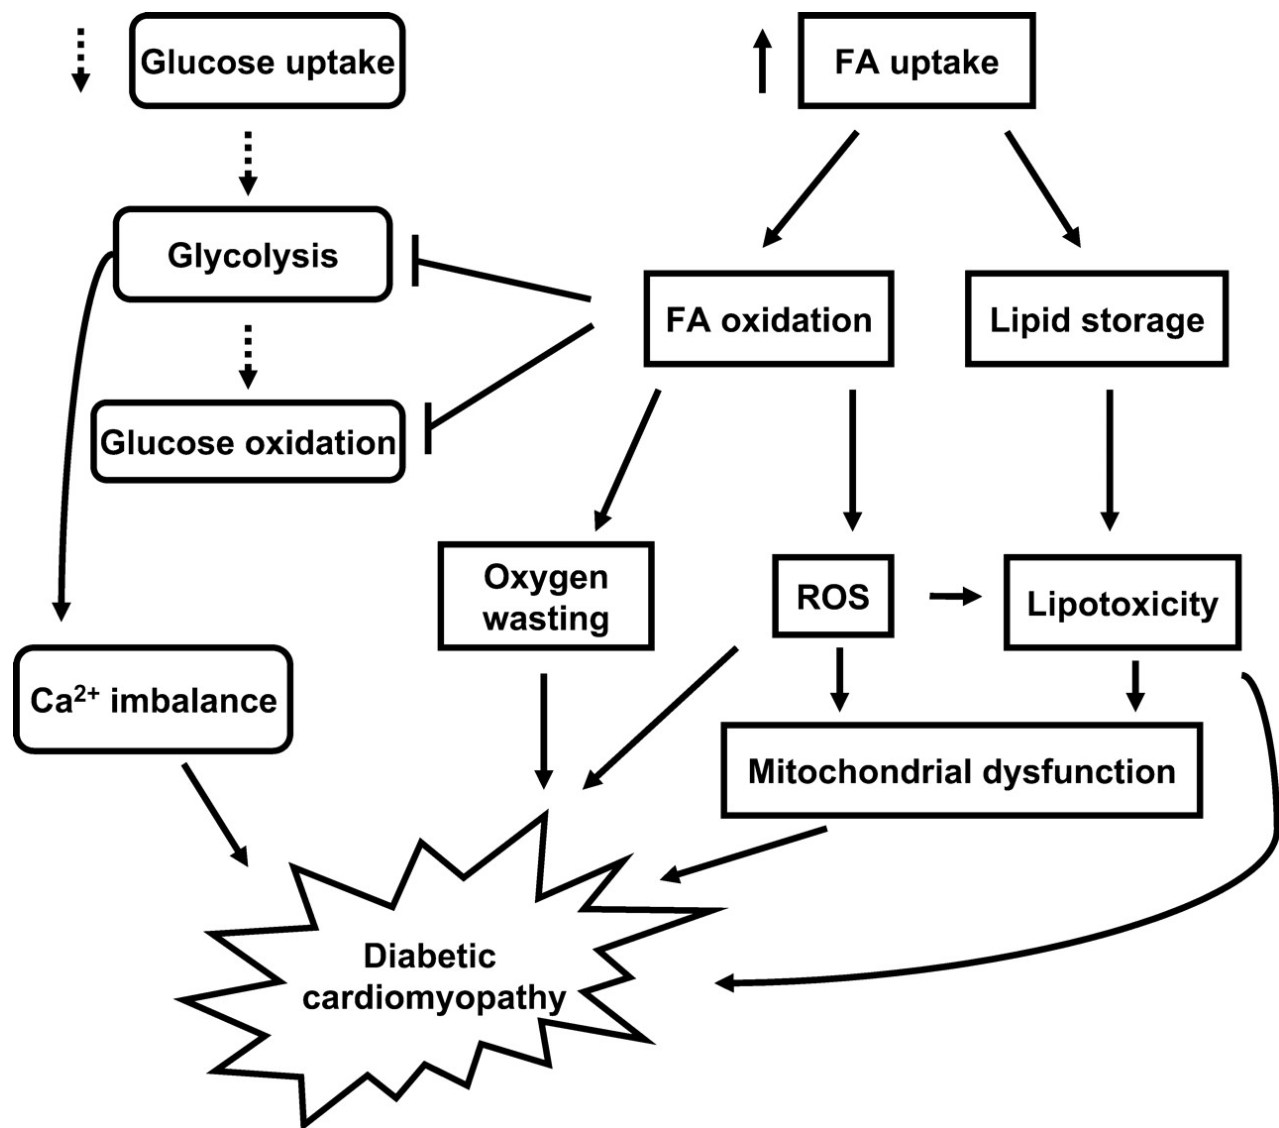 Glucose uptake
FA uptake
Glycolysis
FA oxidation
Lipid storage
Glucose oxidation
Oxygen
wasting
ROS
Lipotoxicity
Ca²⁺ imbalance
Mitochondrial dysfunction
Diabetic
cardiomyopathy